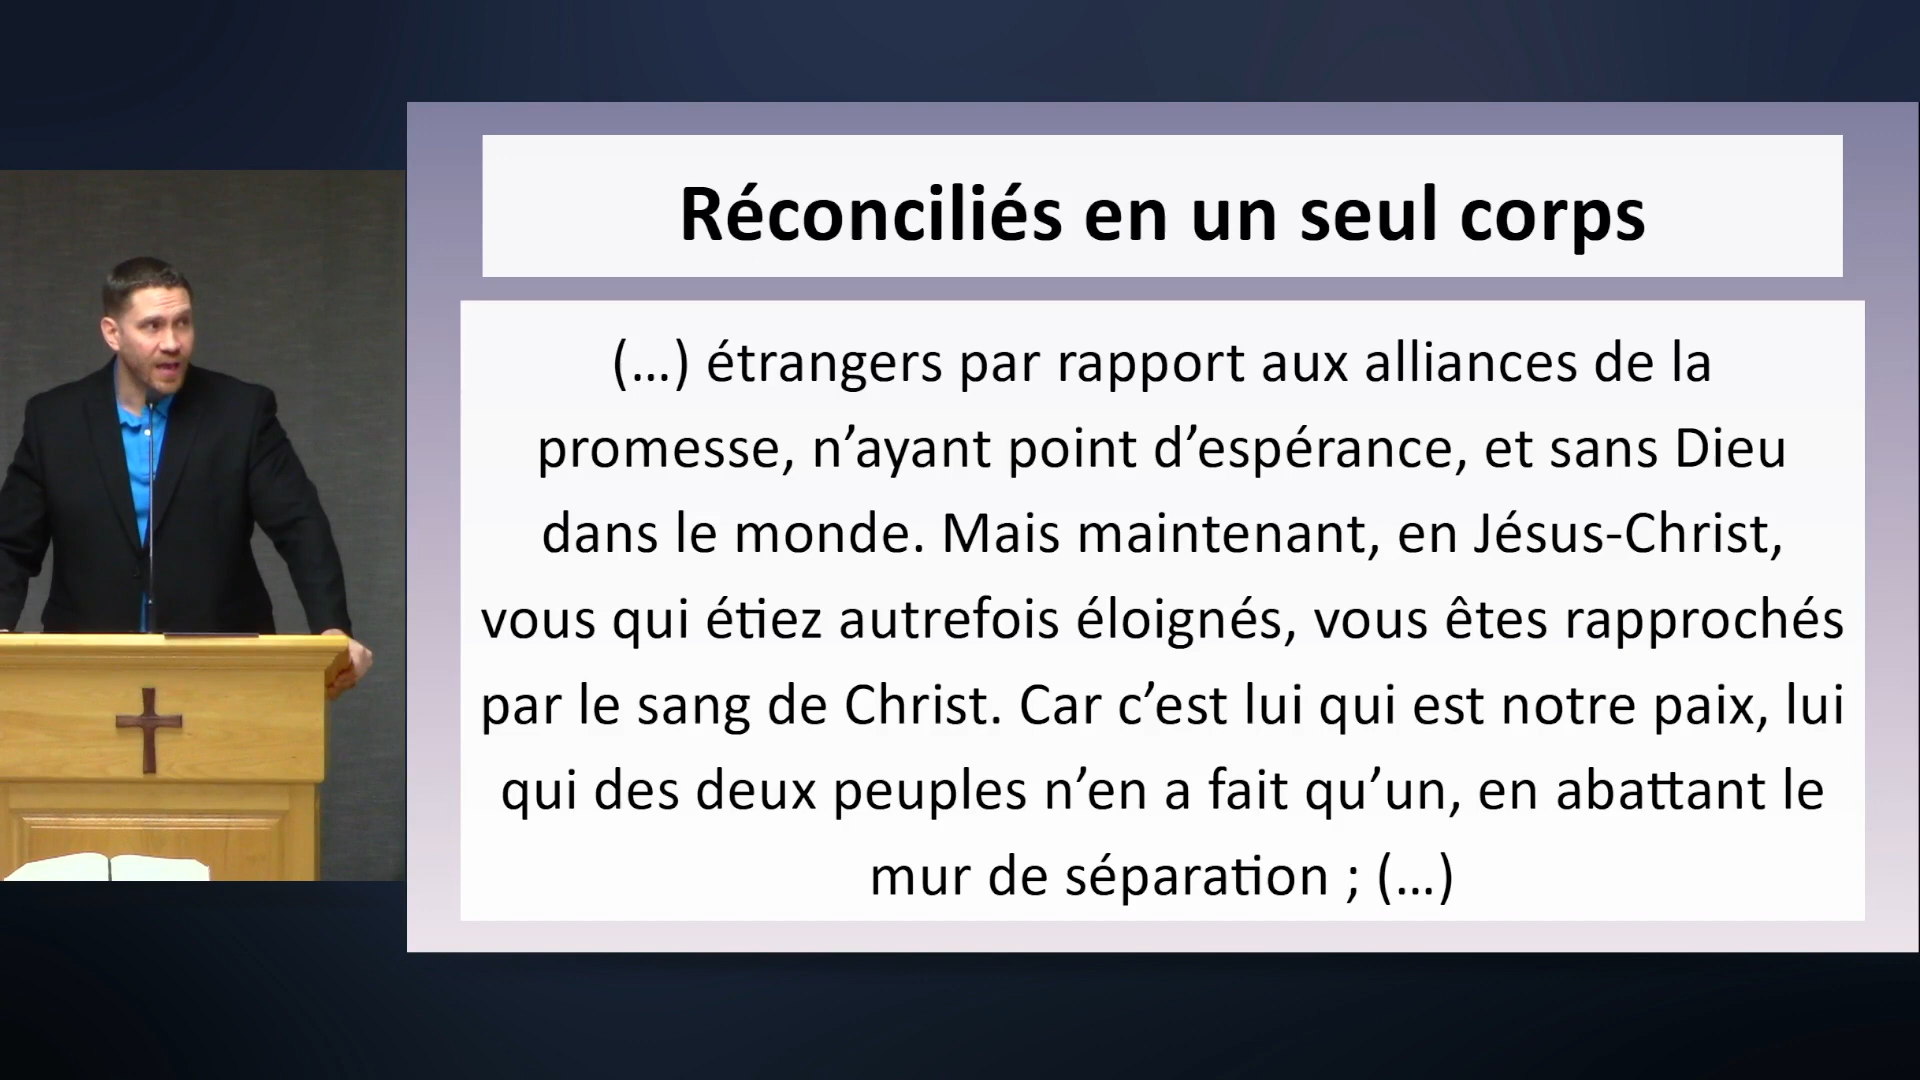 Réconciliés en un seul corps
(…) étrangers par rapport aux alliances de la
promesse, n’ayant point d’espérance, et sans Dieu
dans le monde. Mais maintenant, en Jésus-Christ,
vous qui étiez autrefois éloignés, vous êtes rapprochés
par le sang de Christ. Car c’est lui qui est notre paix, lui
qui des deux peuples n’en a fait qu’un, en abattant le
mur de séparation ; (…)